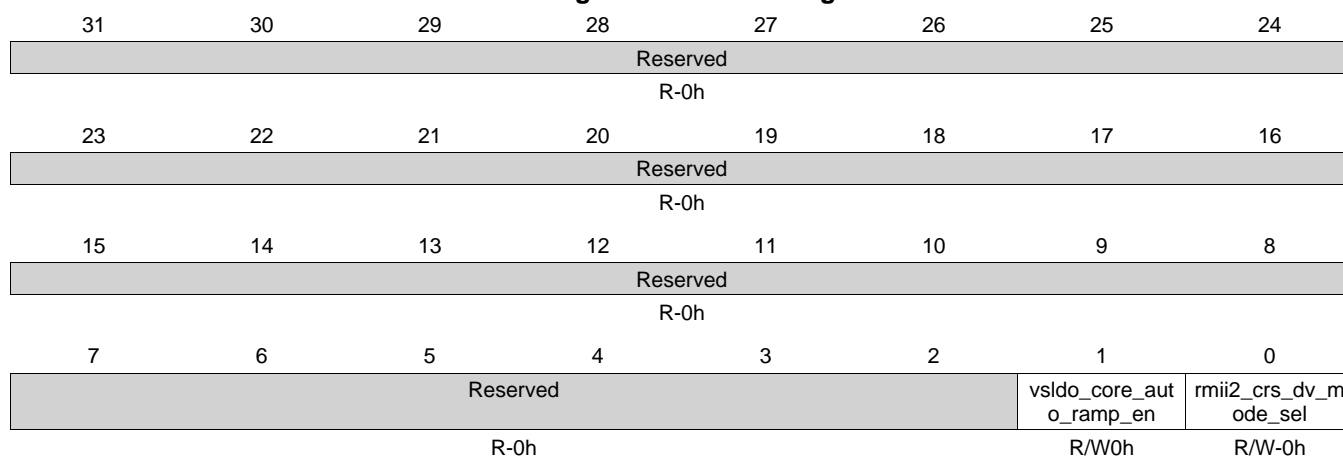 31 30 29 28 27 26 25 24
Reserved
R-0h
23 22 21 20 19 18 17 16
Reserved
R-0h
15 14 13 12 11 10 9 8
Reserved
R-0h
7 6 5 4 3 2 1 0
Reserved vsldo_core_aut rmii2_crs_dv_m
o_ramp_en ode_sel
R-0h R/W0h R/W-0h